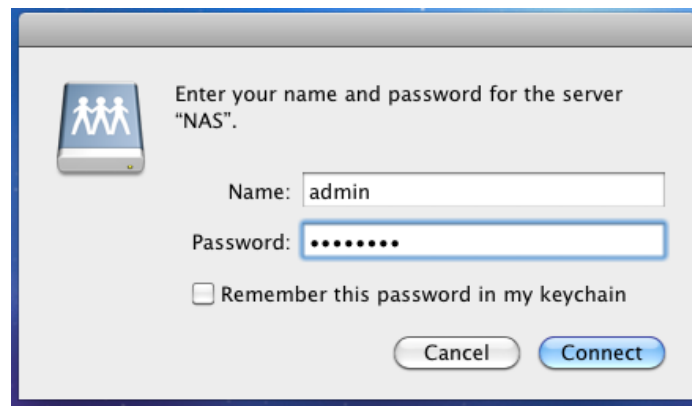 Enter your name and password for the server
“NAS”.
Name: admin
Password: ••••••••
Remember this password in my keychain
Cancel Connect